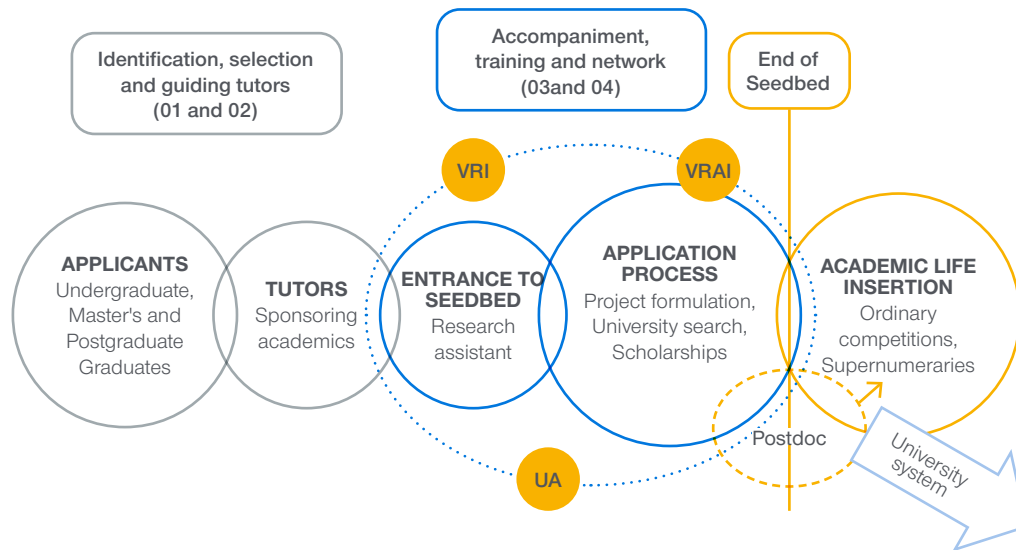 Identification, selection
and guiding tutors
(01 and 02)
Accompaniment,
training and network
(03and 04)
End of
Seedbed
VRI
VRAI
APPLICANTS
Undergraduate,
Master's and
Postgraduate
Graduates
TUTORS
Sponsoring
academics
ENTRANCE TO
SEEDBED
Research
assistant
APPLICATION
PROCESS
Project formulation,
University search,
Scholarships
ACADEMIC LIFE
INSERTION
Ordinary
competitions,
Supernumeraries
Postdoc
University
system
UA